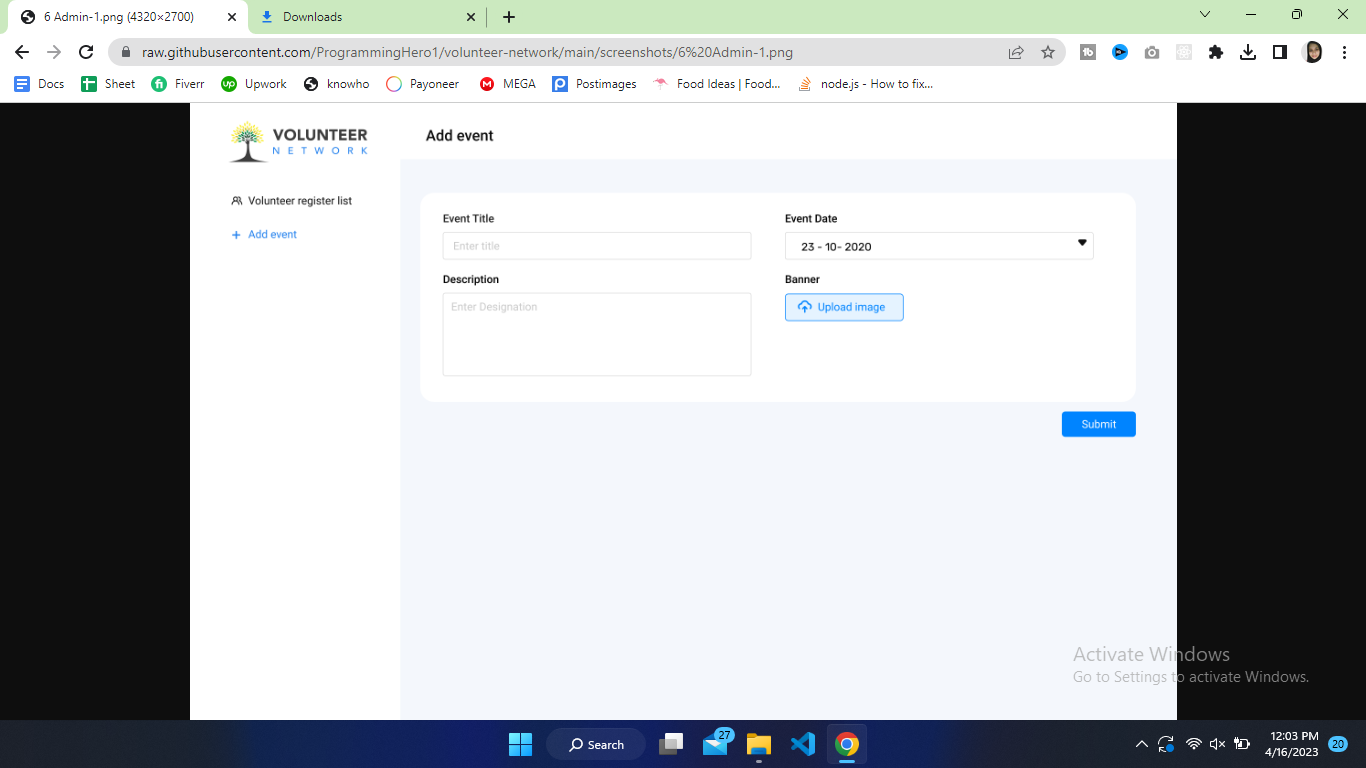 6 Admin-1.png (4320×2700)
Downloads
raw.githubusercontent.com/ProgrammingHero1/volunteer-network/main/screenshots/6%20Admin-1.png
Docs
Sheet
Fiverr
Upwork
knowho
Payoneer
MEGA
Postimages
Food Ideas | Food...
node.js - How to fix...
VOLUNTEER
NETWORK
Add event
Volunteer register list
+ Add event
Event Title
Event Date
Enter title
23 - 10- 2020
Description
Banner
Enter Designation
Upload image
Submit
Activate Windows
Go to Settings to activate Windows.
Search
27
12:03 PM
4/16/2023
20